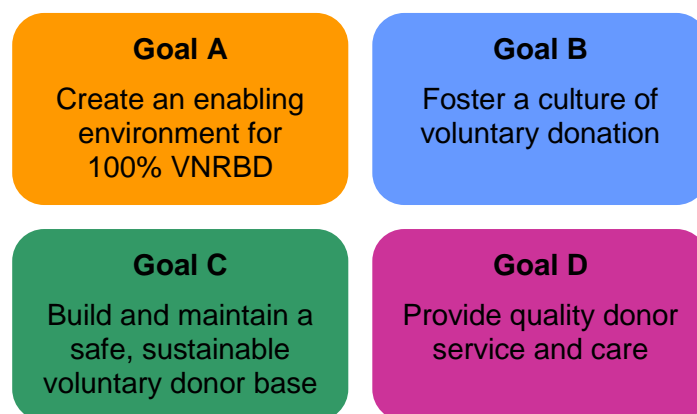 Goal A
Create an enabling
environment for
100% VNRBD
Goal B
Foster a culture of
voluntary donation
Goal C
Build and maintain a
safe, sustainable
voluntary donor base
Goal D
Provide quality donor
service and care